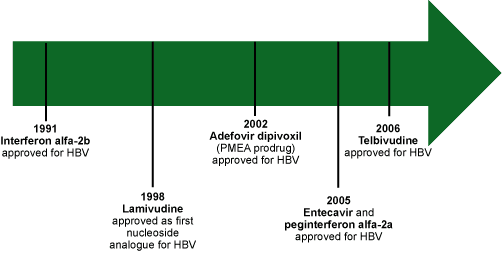 1991
Interferon alfa-2b
approved for HBV
1998
Lamivudine
approved as first
nucleoside
analogue for HBV
2002
Adefovir dipivoxil
(PMEA prodrug)
approved for HBV
2005
Entecavir and
peginterferon alfa-2a
approved for HBV
2006
Telbivudine
approved for HBV